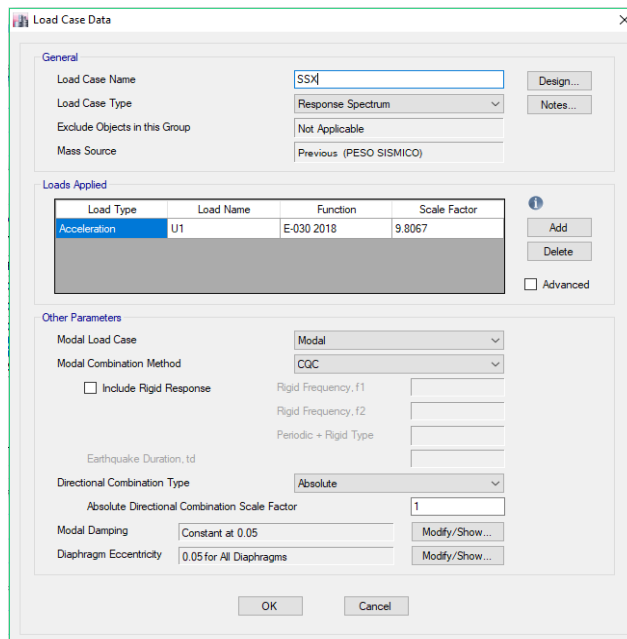 Load Case Data
General
Load Case Name SSX Design...
Load Case Type Response Spectrum Notes...
Exclude Objects in this Group Not Applicable
Mass Source Previous (PESO SISMICO)
Loads Applied
Load Type Load Name Function Scale Factor
Acceleration U1 E-030 2018 9.8067
Add
Delete
Advanced
Other Parameters
Modal Load Case Modal
Modal Combination Method CQC
Include Rigid Response Rigid Frequency, f1
Rigid Frequency, f2
Periodic + Rigid Type
Earthquake Duration, td
Directional Combination Type Absolute
Absolute Directional Combination Scale Factor 1
Modal Damping Constant at 0.05 Modify/Show...
Diaphragm Eccentricity 0.05 for All Diaphragms Modify/Show...
OK Cancel